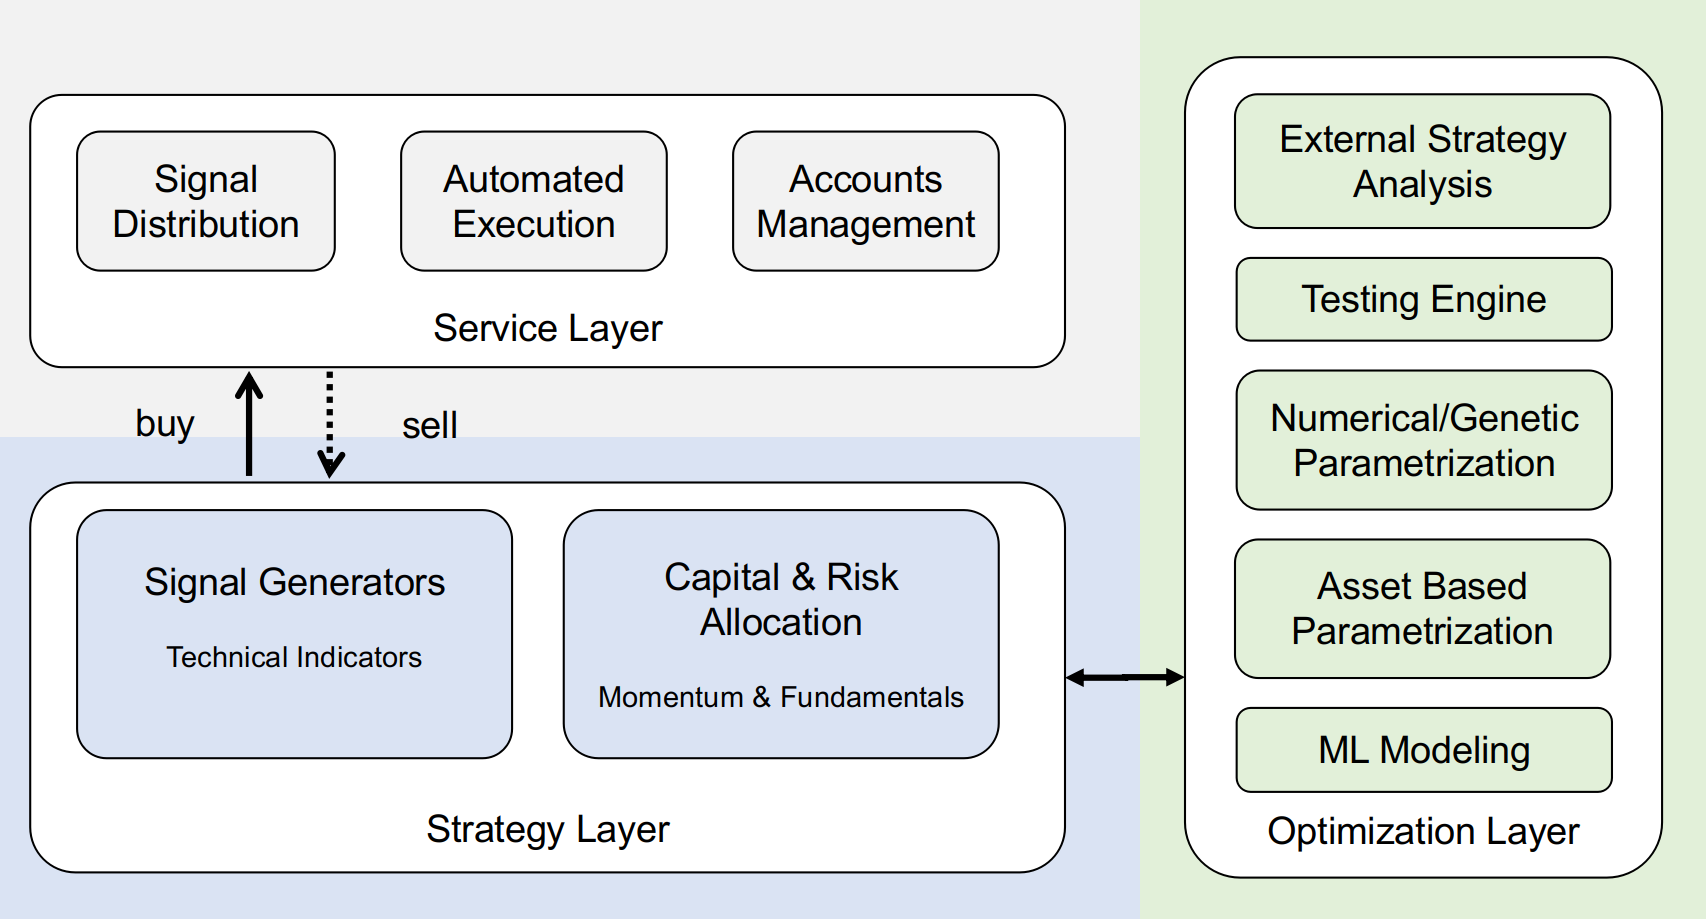 Signal
Distribution
Automated
Execution
Accounts
Management
Service Layer
buy
sell
Signal Generators
Technical Indicators
Capital & Risk
Allocation
Momentum & Fundamentals
Strategy Layer
External Strategy
Analysis
Testing Engine
Numerical/Genetic
Parametrization
Asset Based
Parametrization
ML Modeling
Optimization Layer